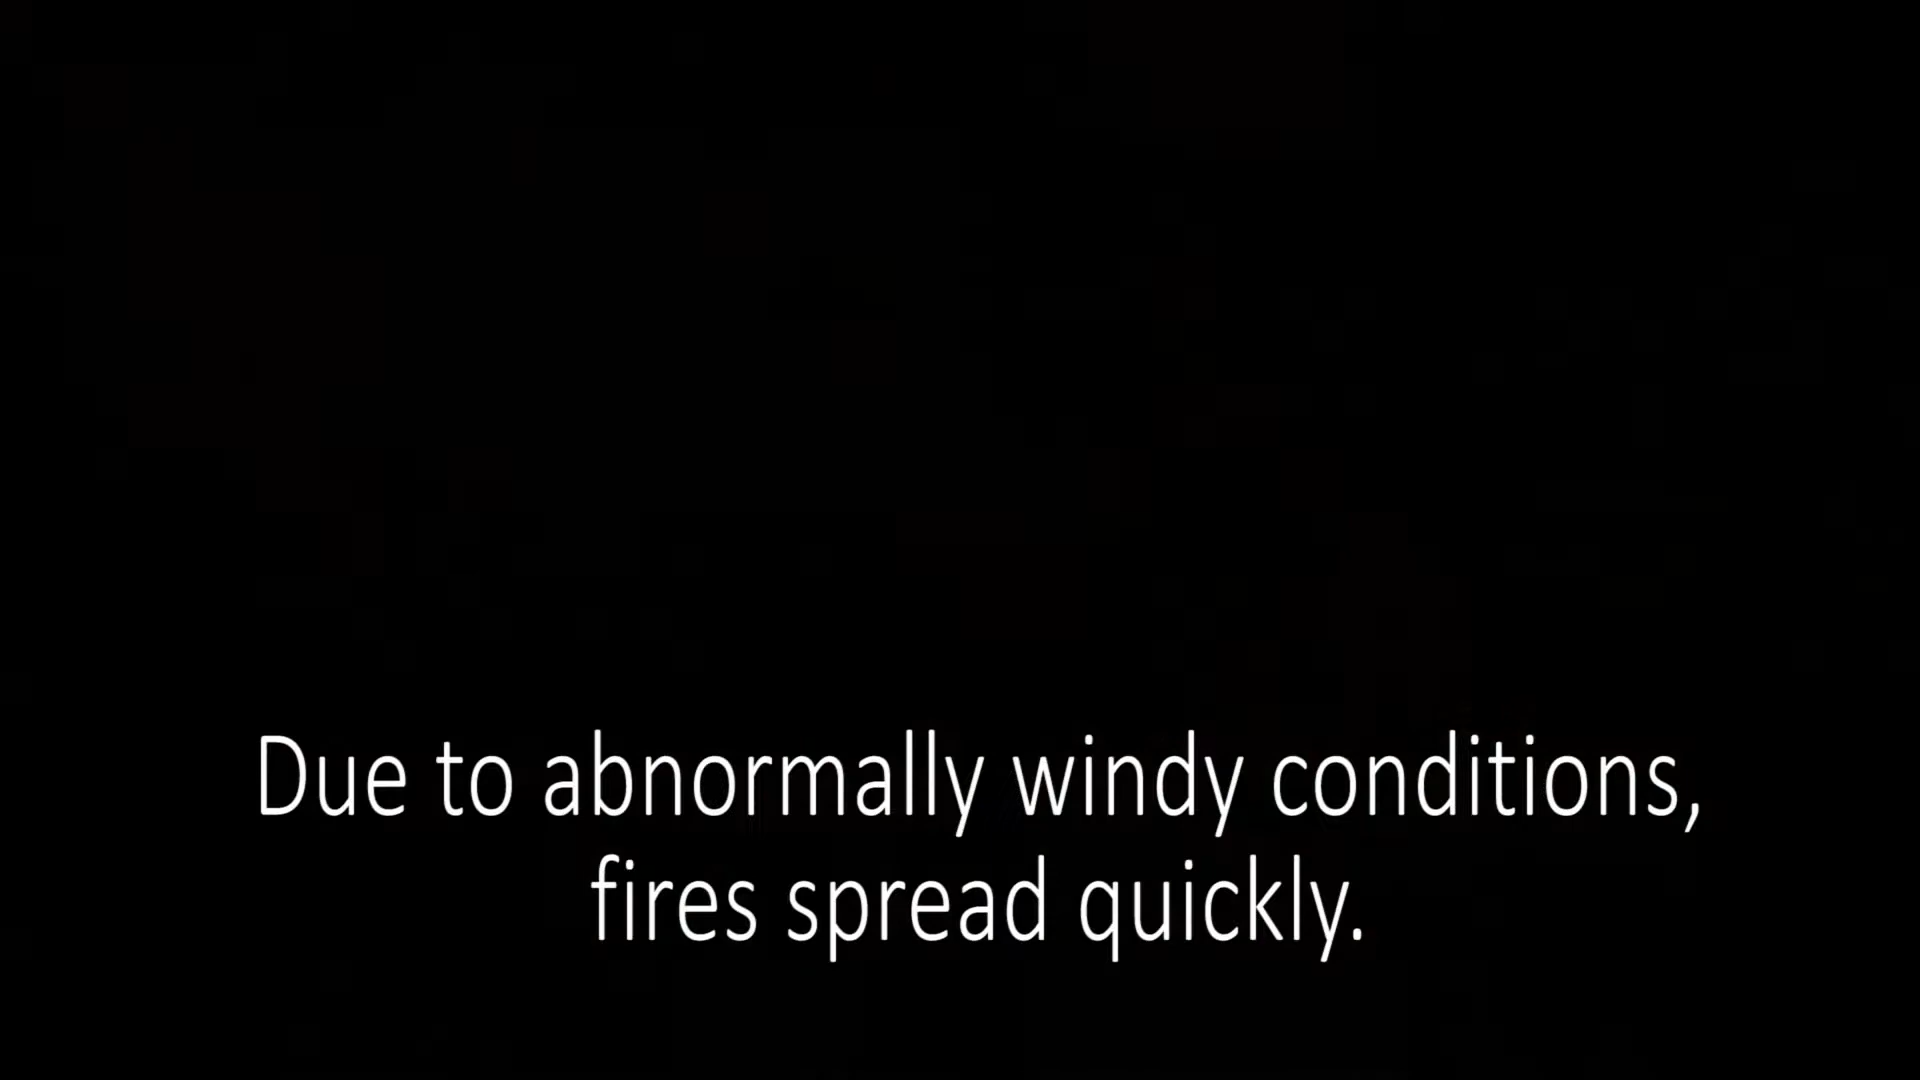 Due to abnormally windy conditions,
fires spread quickly.